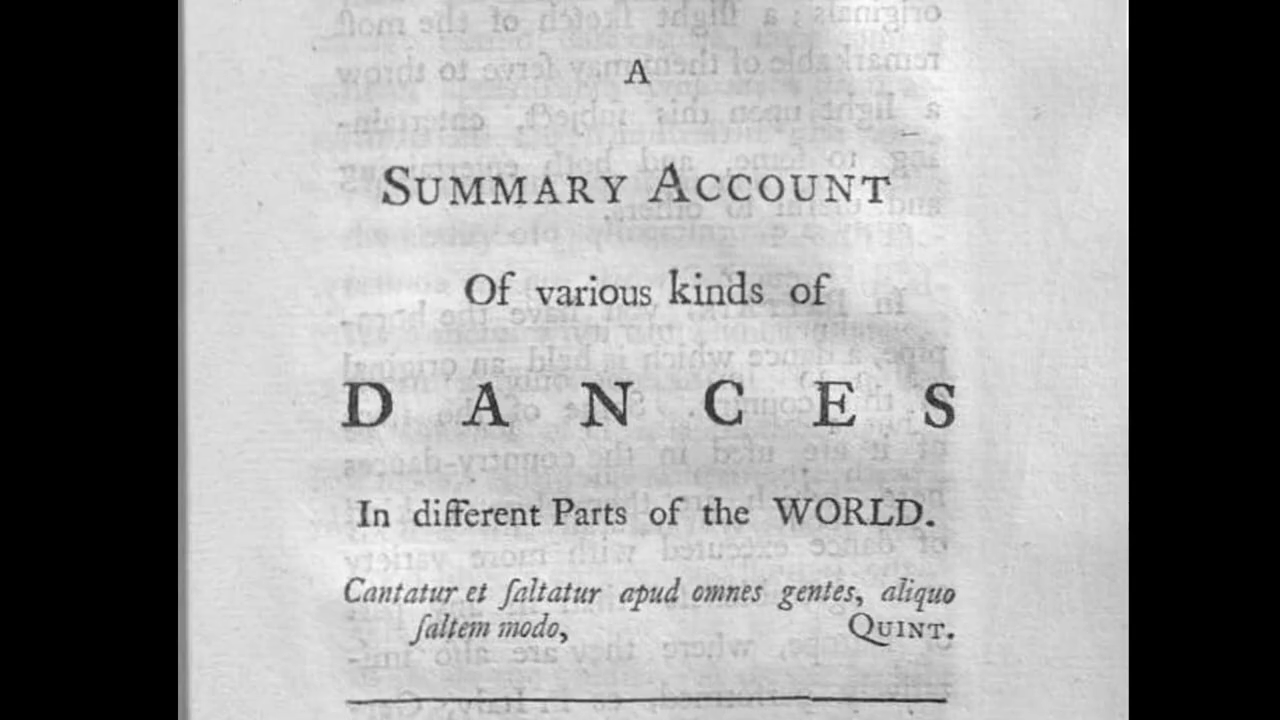 A
SUMMARY ACCOUNT
Of various kinds of
DANCES
In different Parts of the WORLD.
Cantatur et ſaltatur apud omnes gentes, aliquo
ſaltem modo, QUINT.